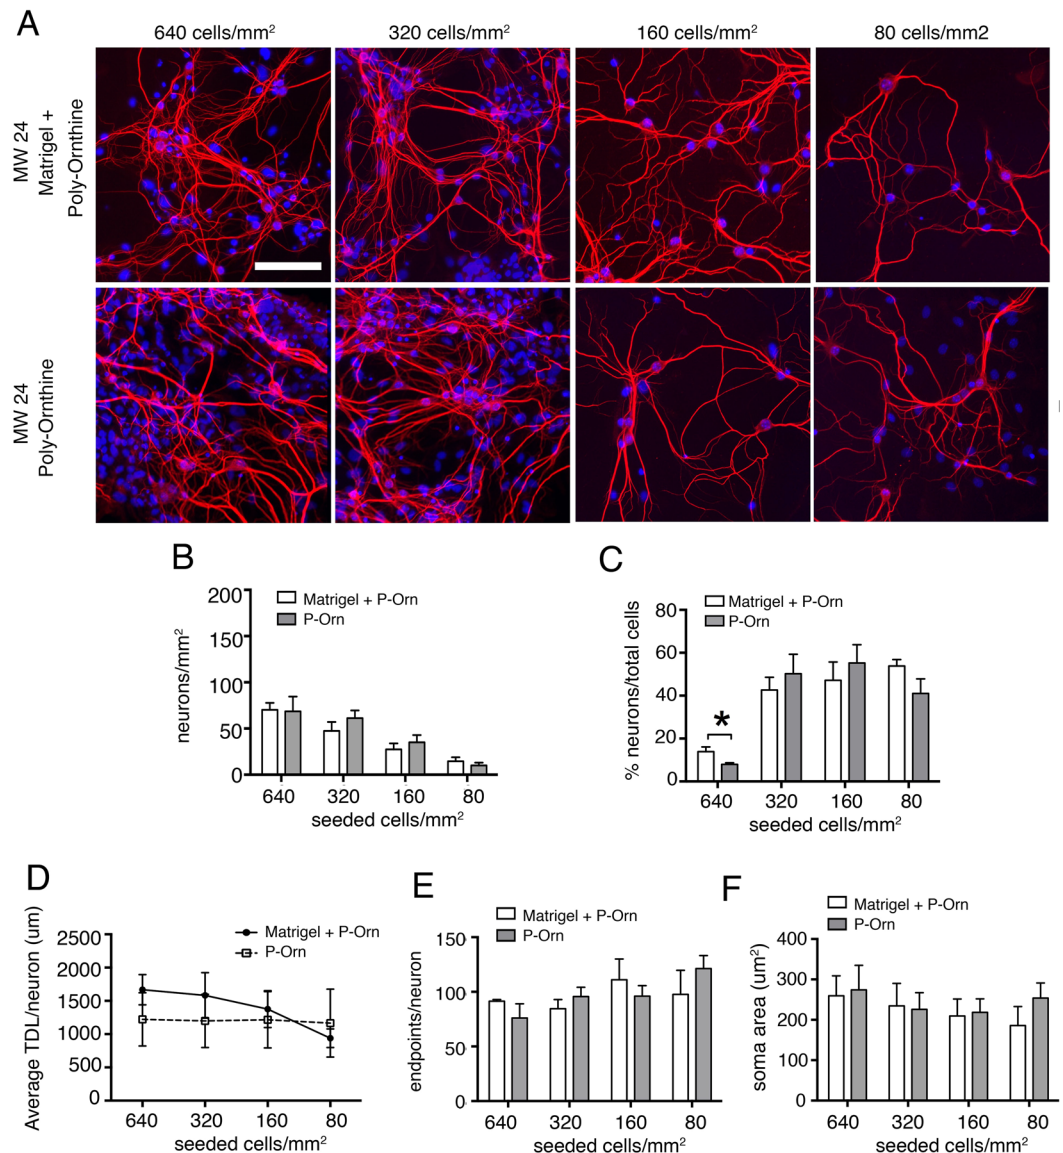 A
640 cells/mm²
320 cells/mm²
160 cells/mm²
80 cells/mm2
MW 24
Matrigel +
Poly-Ornthine
MW 24
Poly-Ornthine
B
neurons/mm²
200
150
100
50
0
Matrigel + P-Orn
P-Orn
640
320
160
80
seeded cells/mm²
C
% neurons/total cells
80
60
40
20
0
Matrigel + P-Orn
P-Orn
*
640
320
160
80
seeded cells/mm²
D
Average TDL/neuron (um)
2500
2000
1500
1000
500
0
Matrigel + P-Orn
P-Orn
640
320
160
80
seeded cells/mm²
E
endpoints/neuron
150
100
50
0
Matrigel + P-Orn
P-Orn
640
320
160
80
seeded cells/mm²
F
soma area (um²)
400
300
200
100
0
Matrigel + P-Orn
P-Orn
640
320
160
80
seeded cells/mm²